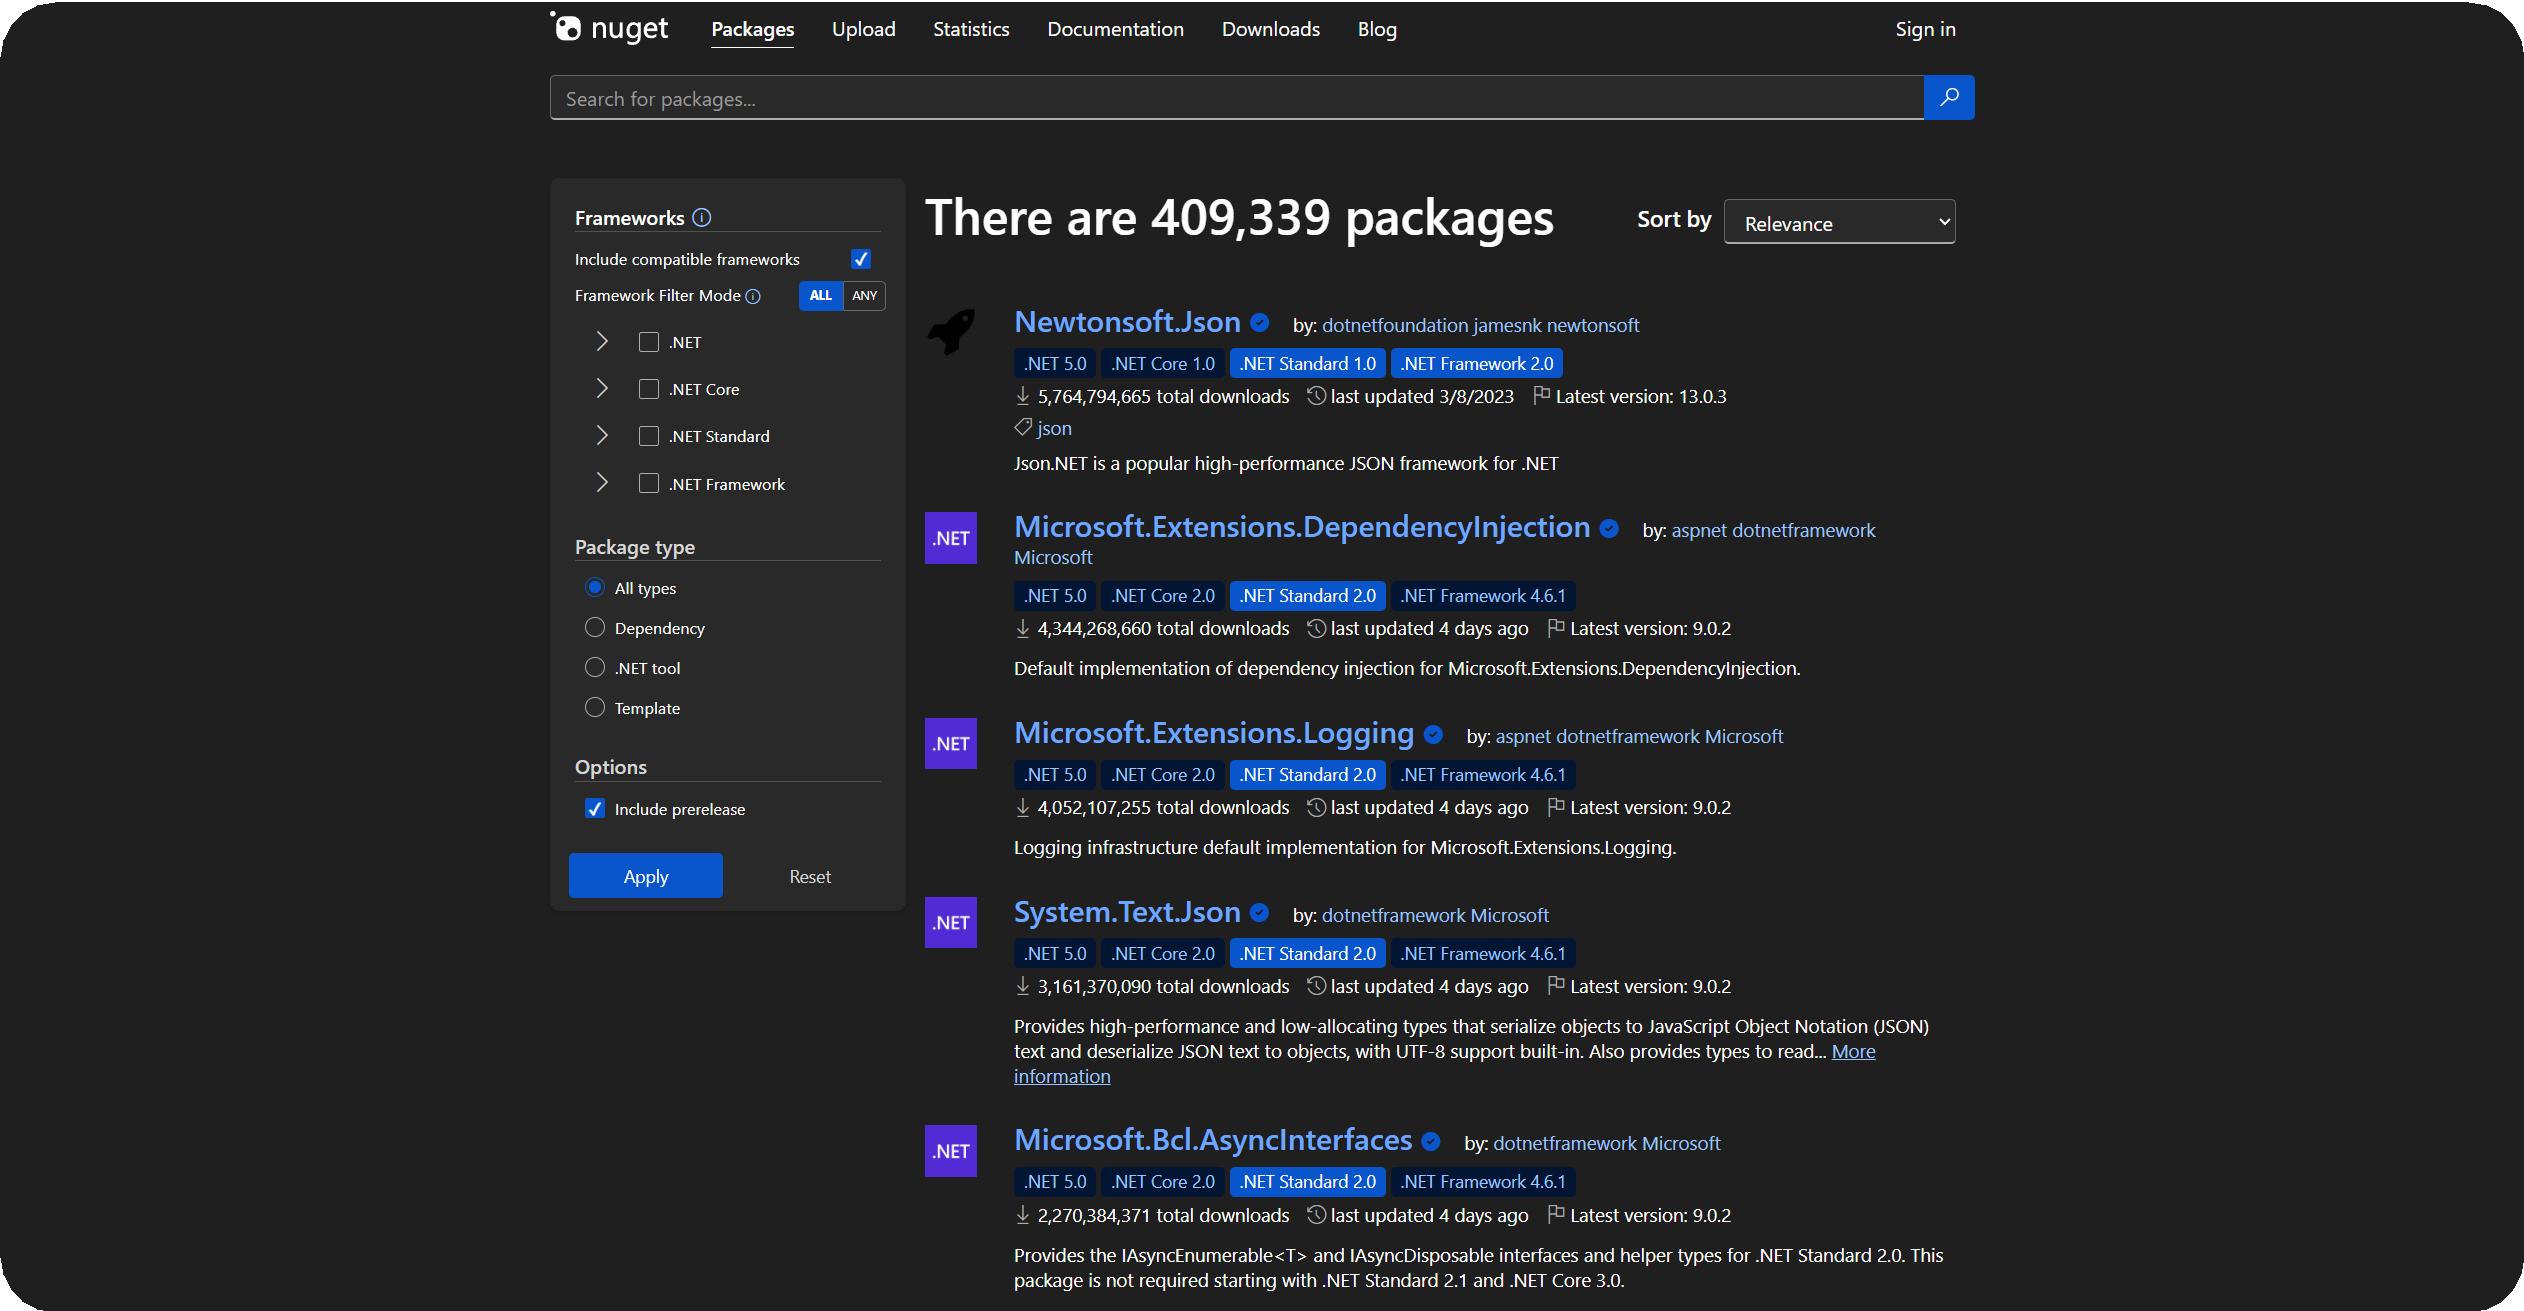 nuget Packages Upload Statistics Documentation Downloads Blog Sign in
Search for packages...
Frameworks
Include compatible frameworks
Framework Filter Mode ALL ANY
.NET
.NET Core
.NET Standard
.NET Framework
Package type
All types
Dependency
.NET tool
Template
Options
Include prerelease
Apply Reset
There are 409,339 packages
Sort by Relevance
Newtonsoft.Json by: dotnetfoundation jamesnk newtonsoft
.NET 5.0 .NET Core 1.0 .NET Standard 1.0 .NET Framework 2.0
5,764,794,665 total downloads last updated 3/8/2023 Latest version: 13.0.3
json
Json.NET is a popular high-performance JSON framework for .NET
.NET
Microsoft.Extensions.DependencyInjection by: aspnet dotnetframework
Microsoft
.NET 5.0 .NET Core 2.0 .NET Standard 2.0 .NET Framework 4.6.1
4,344,268,660 total downloads last updated 4 days ago Latest version: 9.0.2
Default implementation of dependency injection for Microsoft.Extensions.DependencyInjection.
.NET
Microsoft.Extensions.Logging by: aspnet dotnetframework Microsoft
.NET 5.0 .NET Core 2.0 .NET Standard 2.0 .NET Framework 4.6.1
4,052,107,255 total downloads last updated 4 days ago Latest version: 9.0.2
Logging infrastructure default implementation for Microsoft.Extensions.Logging.
.NET
System.Text.Json by: dotnetframework Microsoft
.NET 5.0 .NET Core 2.0 .NET Standard 2.0 .NET Framework 4.6.1
3,161,370,090 total downloads last updated 4 days ago Latest version: 9.0.2
Provides high-performance and low-allocating types that serialize objects to JavaScript Object Notation (JSON)
text and deserialize JSON text to objects, with UTF-8 support built-in. Also provides types to read... More
information
.NET
Microsoft.Bcl.AsyncInterfaces by: dotnetframework Microsoft
.NET 5.0 .NET Core 2.0 .NET Standard 2.0 .NET Framework 4.6.1
2,270,384,371 total downloads last updated 4 days ago Latest version: 9.0.2
Provides the IAsyncEnumerable<T> and IAsyncDisposable interfaces and helper types for .NET Standard 2.0. This
package is not required starting with .NET Standard 2.1 and .NET Core 3.0.